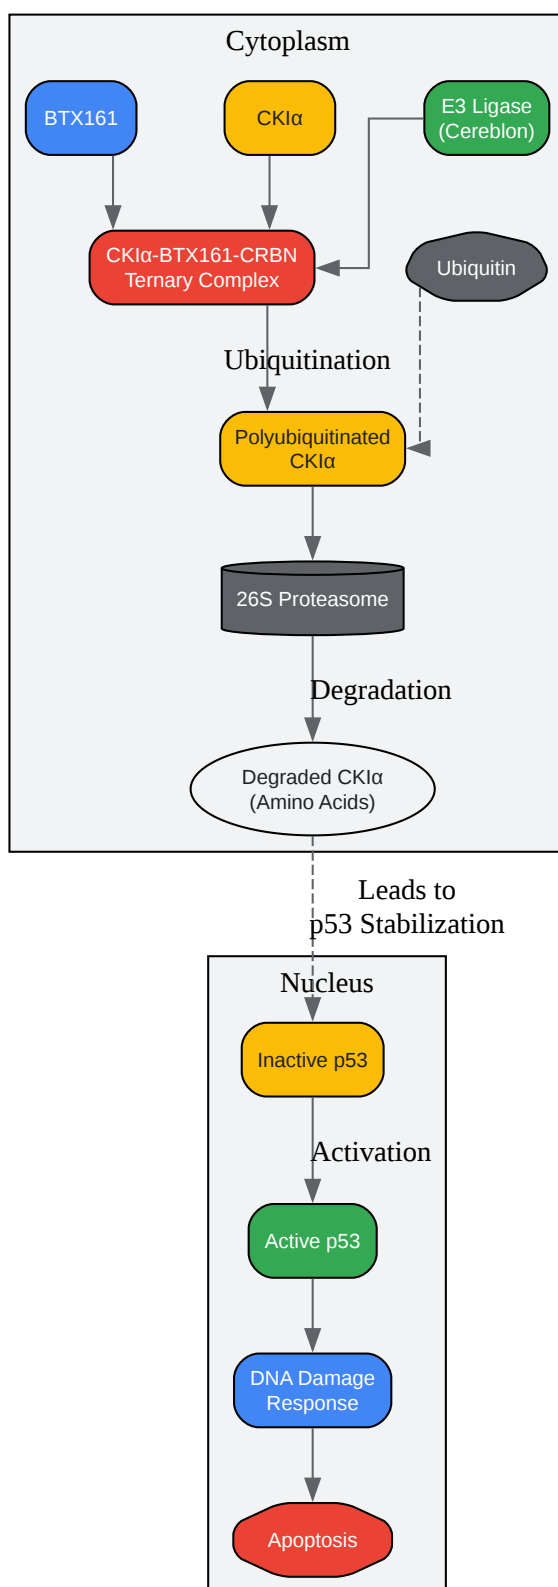 Cytoplasm
BTX161
CKIα
E3 Ligase
(Cereblon)
CKIα-BTX161-CRBN
Ternary Complex
Ubiquitin
Ubiquitination
Polyubiquitinated
CKIα
26S Proteasome
Degradation
Degraded CKIα
(Amino Acids)
Leads to
p53 Stabilization
Nucleus
Inactive p53
Activation
Active p53
DNA Damage
Response
Apoptosis